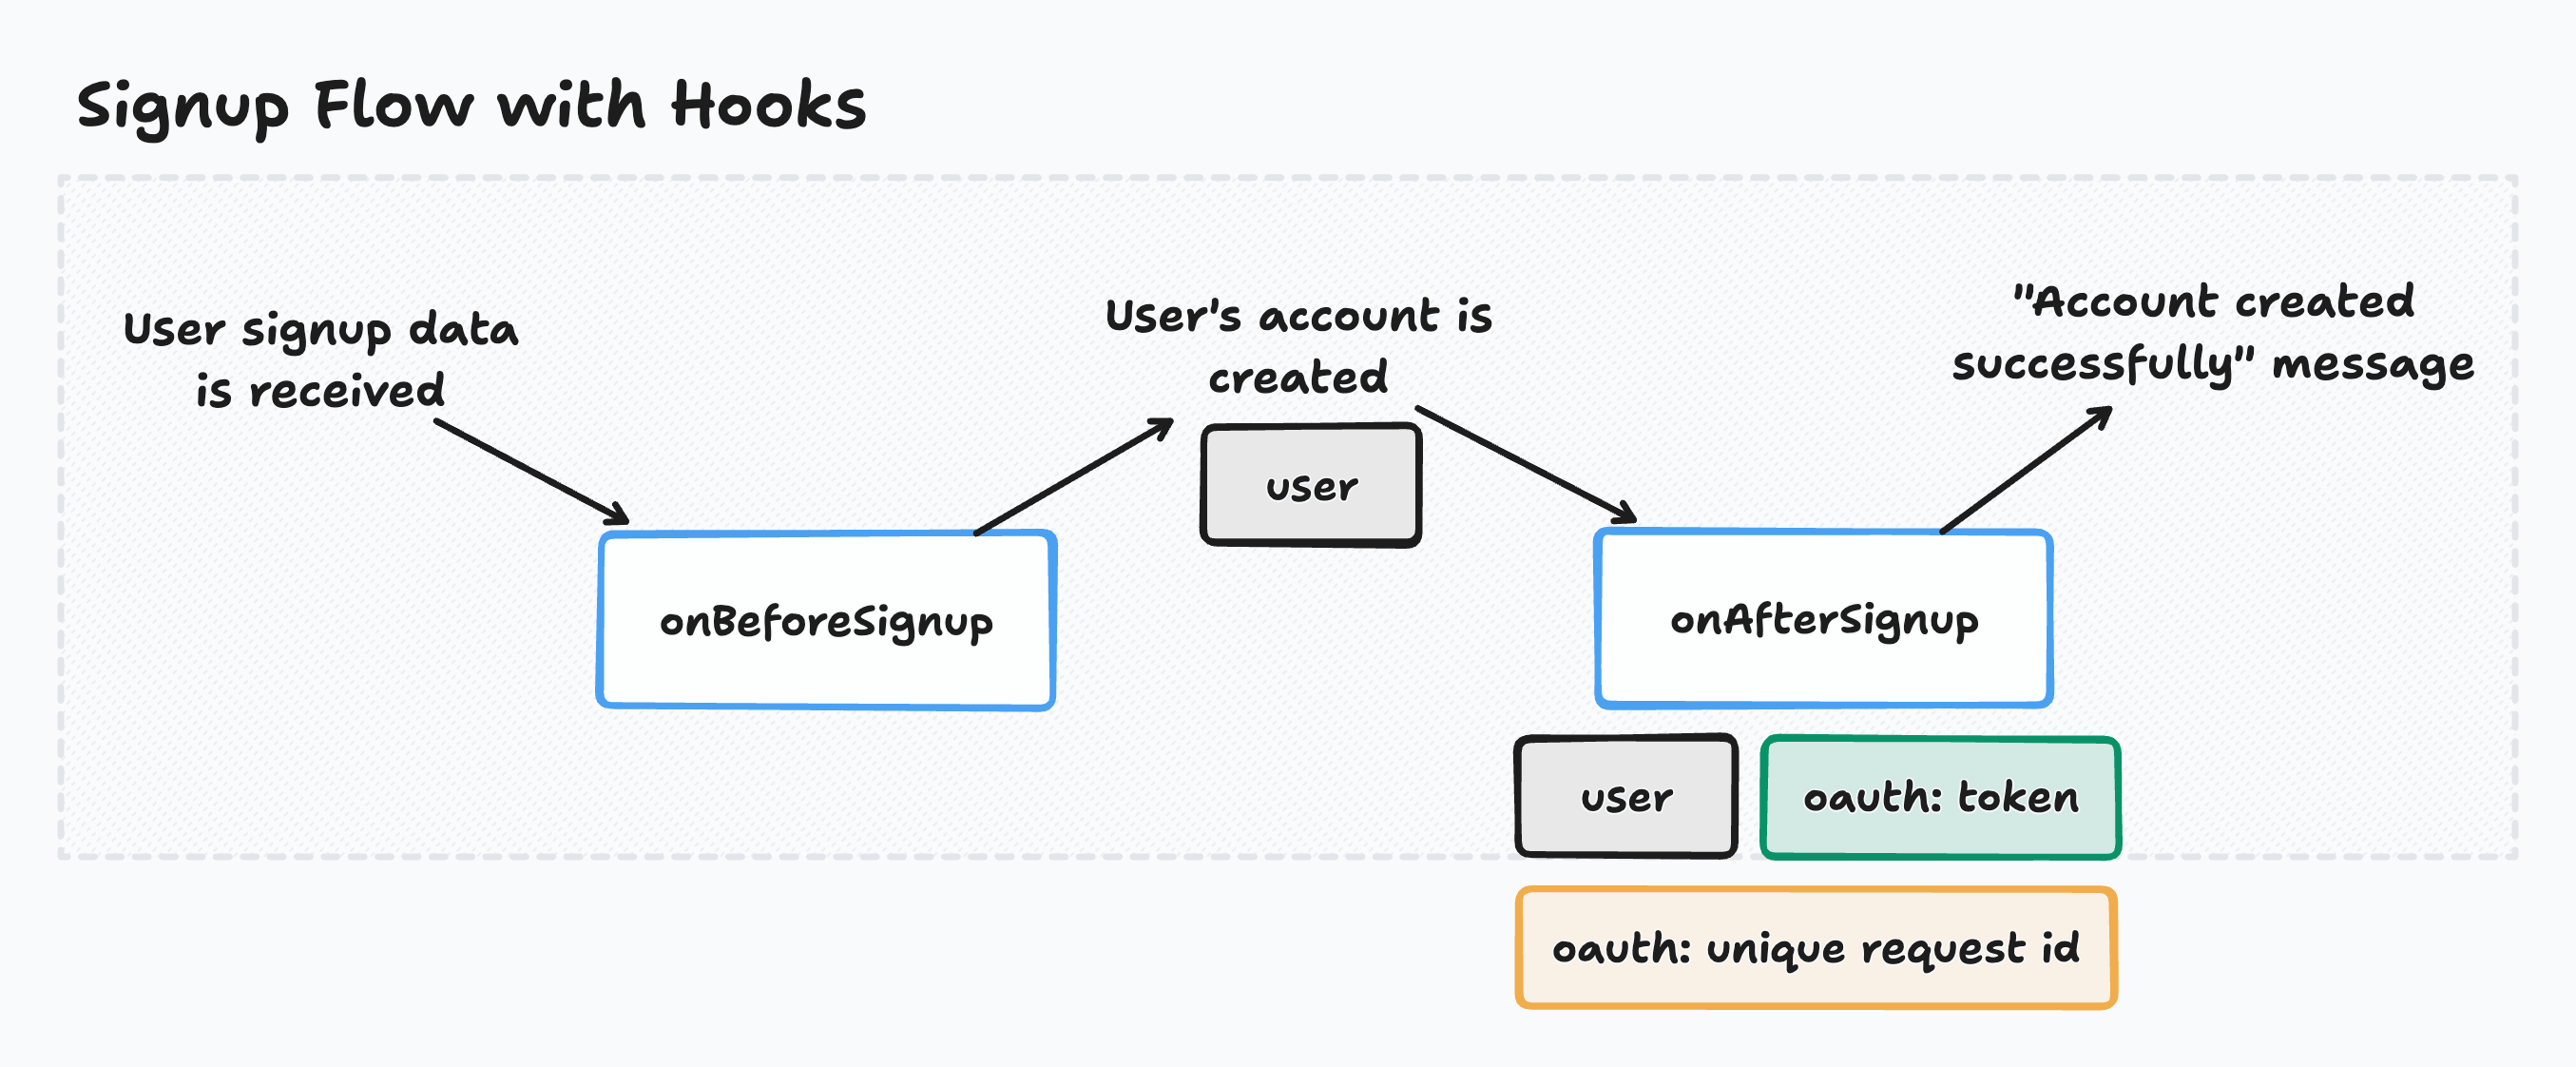 Signup Flow with Hooks
User signup data
is received
onBeforeSignup
User's account is
created
user
onAfterSignup
"Account created
successfully" message
user
oauth: token
oauth: unique request id